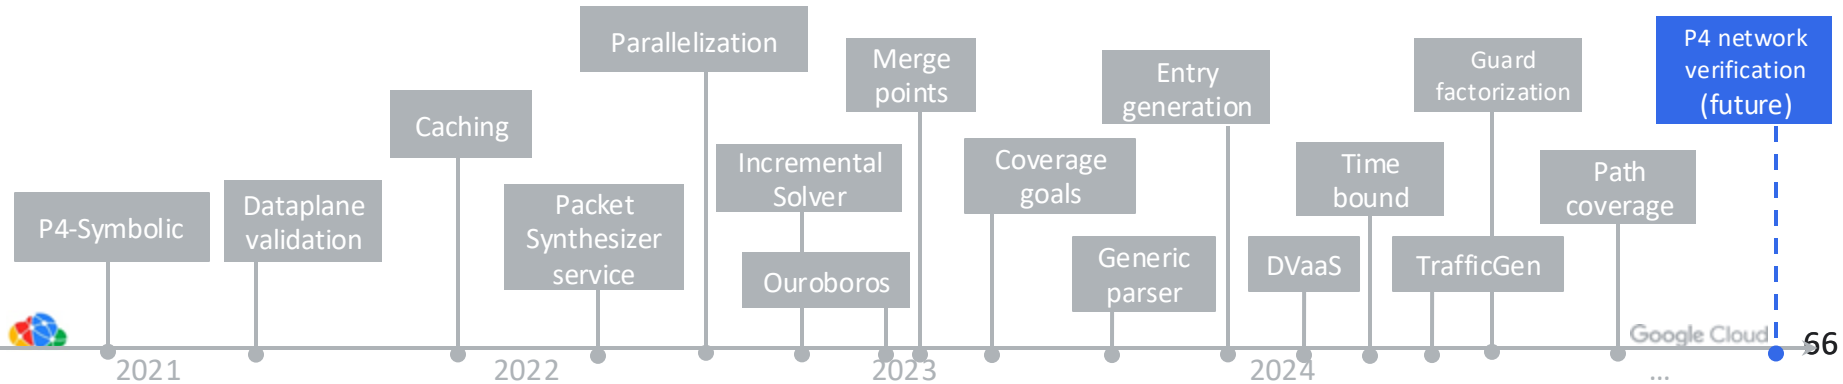 P4-Symbolic
Dataplane
validation
Caching
Packet
Synthesizer
service
Parallelization
Incremental
Solver
Ouroboros
Merge
points
Coverage
goals
Generic
parser
Entry
generation
DVaaS
Time
bound
TrafficGen
Guard
factorization
Path
coverage
P4 network
verification
(future)
Google Cloud
66
2021
2022
2023
2024
...